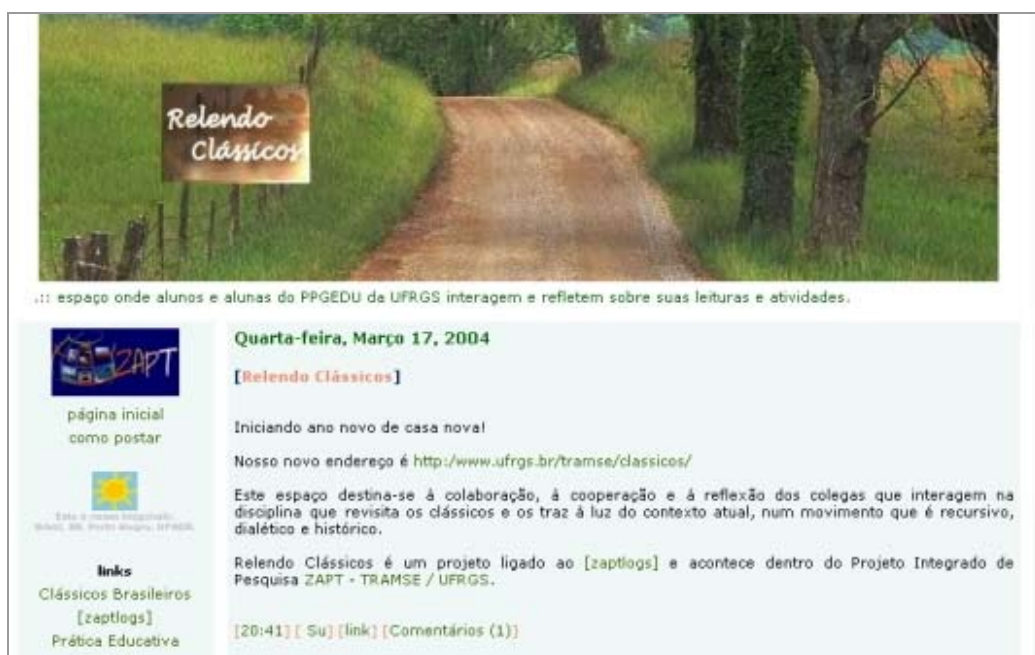 Relendo
Clássicos
.:: espaço onde alunos e alunas do PPGEDU da UFRGS interagem e refletem sobre suas leituras e atividades.
ZAPT
página inicial
como postar
links
Clássicos Brasileiros
[zaptlogs]
Prática Educativa
Quarta-feira, Março 17, 2004
[Relendo Clássicos]
Iniciando ano novo de casa nova!
Nosso novo endereço é http:/www.ufrgs.br/tramse/classicos/
Este espaço destina-se à colaboração, à cooperação e à reflexão dos colegas que interagem na
disciplina que revisita os clássicos e os traz à luz do contexto atual, num movimento que é recursivo,
dialético e histórico.
Relendo Clássicos é um projeto ligado ao [zaptlogs] e acontece dentro do Projeto Integrado de
Pesquisa ZAPT - TRAMSE / UFRGS.
[20:41] [ Su] [link] [Comentários (1)]